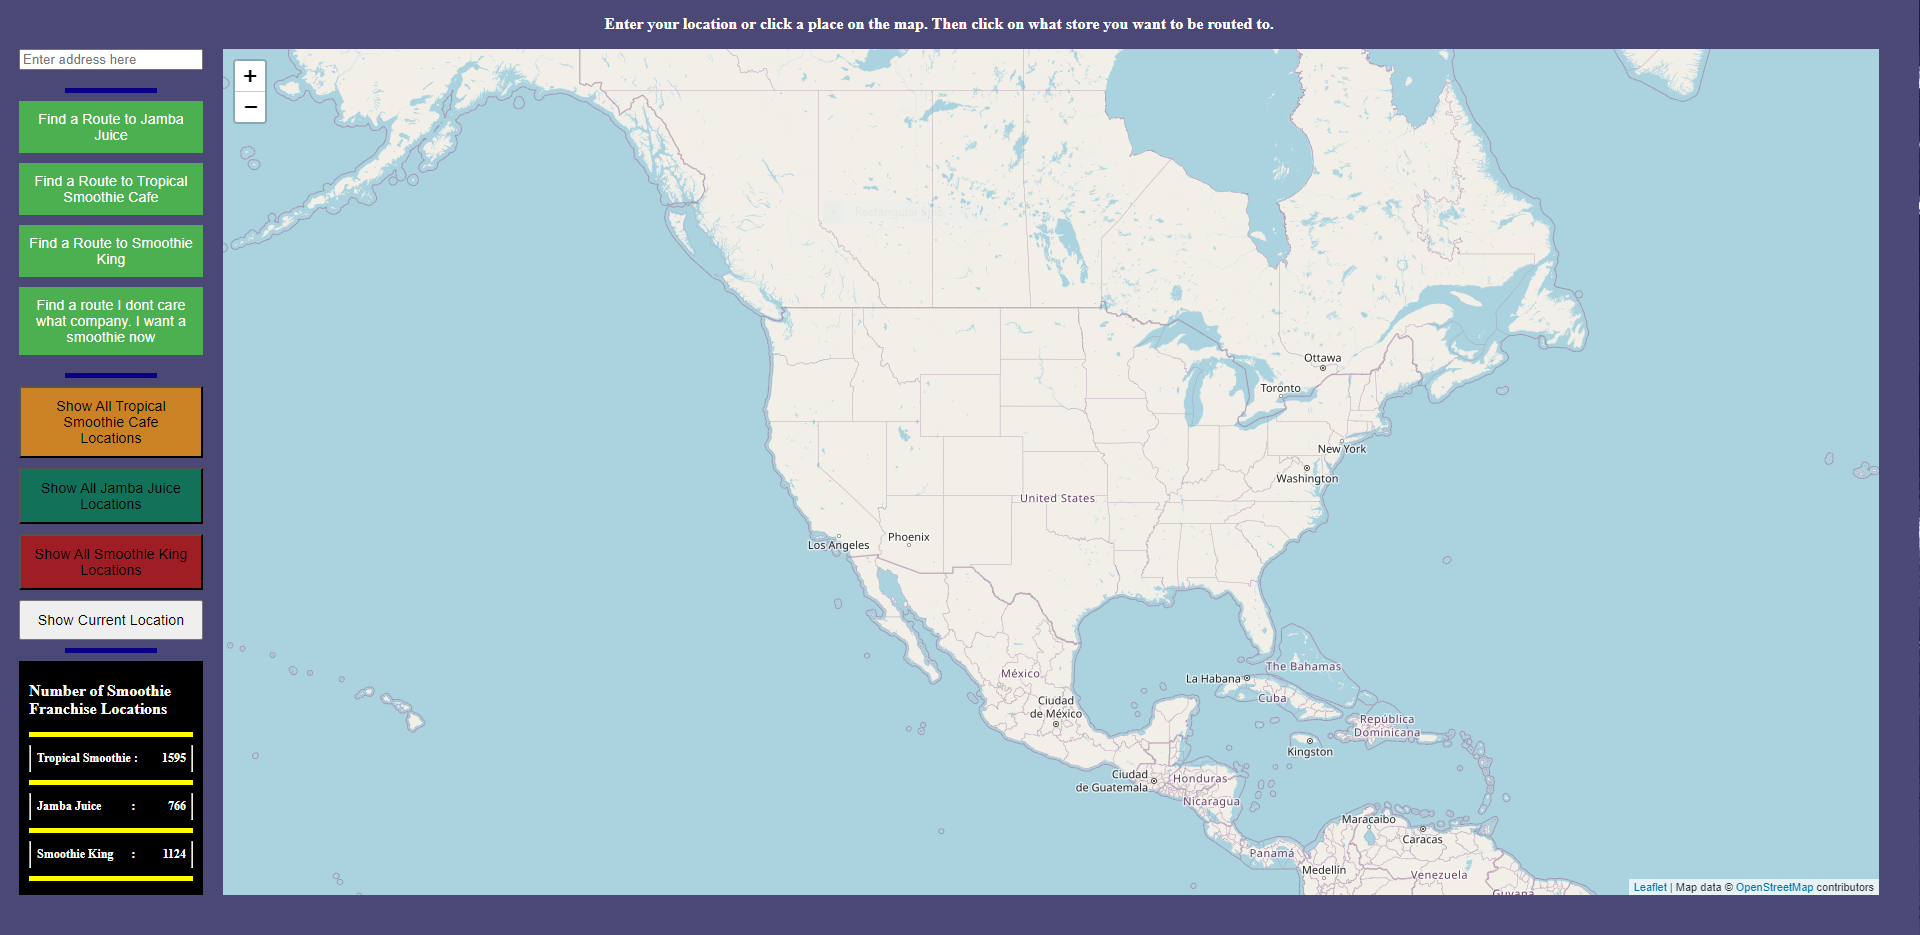 Enter your location or click a place on the map. Then click on what store you want to be routed to.
Enter address here
Find a Route to Jamba
Juice
Find a Route to Tropical
Smoothie Cafe
Find a Route to Smoothie
King
Find a route I dont care
what company. I want a
smoothie now
Show All Tropical
Smoothie Cafe
Locations
Show All Jamba Juice
Locations
Show All Smoothie King
Locations
Show Current Location
Number of Smoothie
Franchise Locations
Tropical Smoothie : 1595
Jamba Juice : 766
Smoothie King : 1124
+
−
Ottawa
Toronto
New York
Washington
United States
Phoenix
Los Angeles
The Bahamas
México
La Habana
Cuba
Ciudad
de México
República
Dominicana
Kingston
Ciudad
de Guatemala
Honduras
Nicaragua
Maracaibo
Caracas
Panamá
Medellín
Venezuela
Guyana
Leaflet | Map data © OpenStreetMap contributors